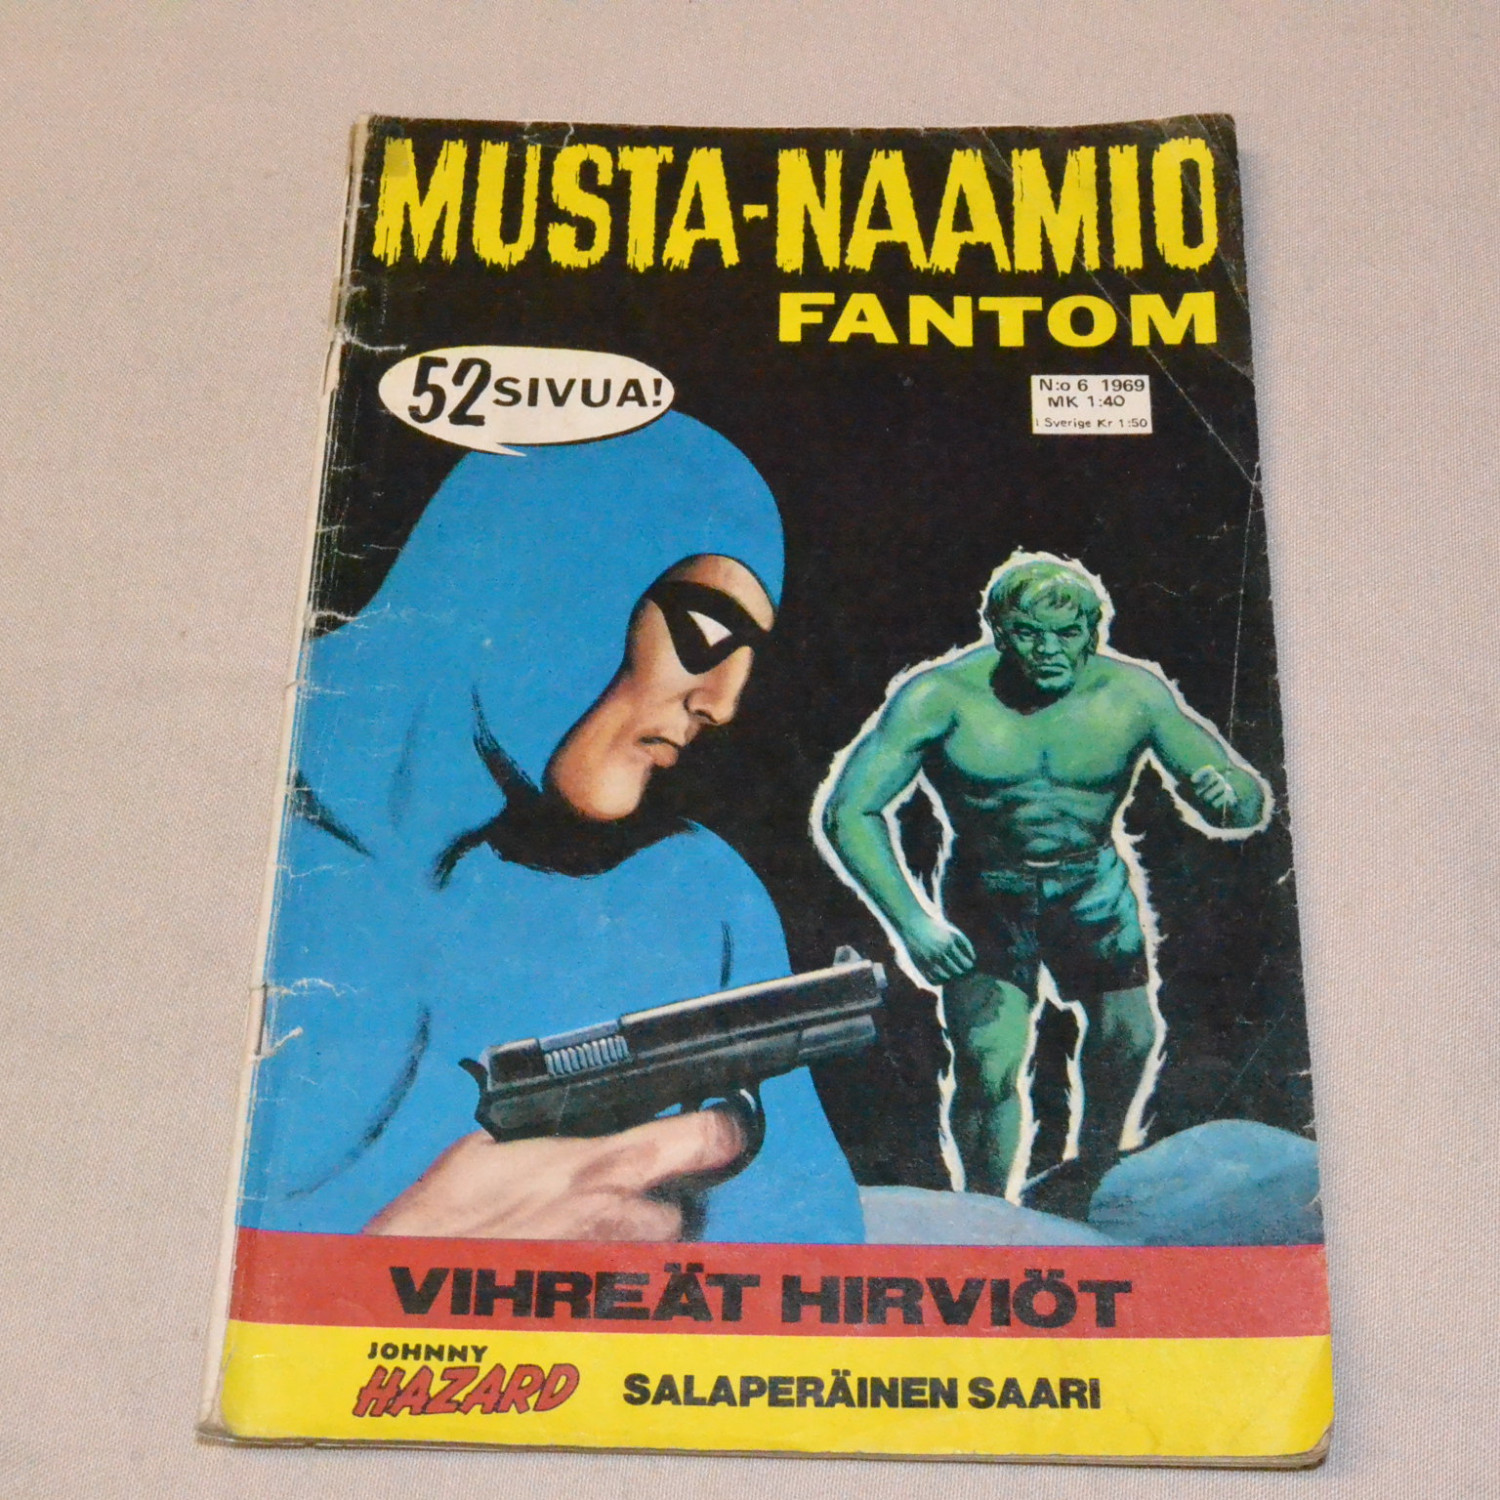 MUSTA-NAAMIO
FANTOM
52 SIVUA!
N:o 6 1969
MK 1:40
I Sverige Kr 1:50
VIHREÄT HIRVIÖT
JOHNNY
HAZARD
SALAPERÄINEN SAARI